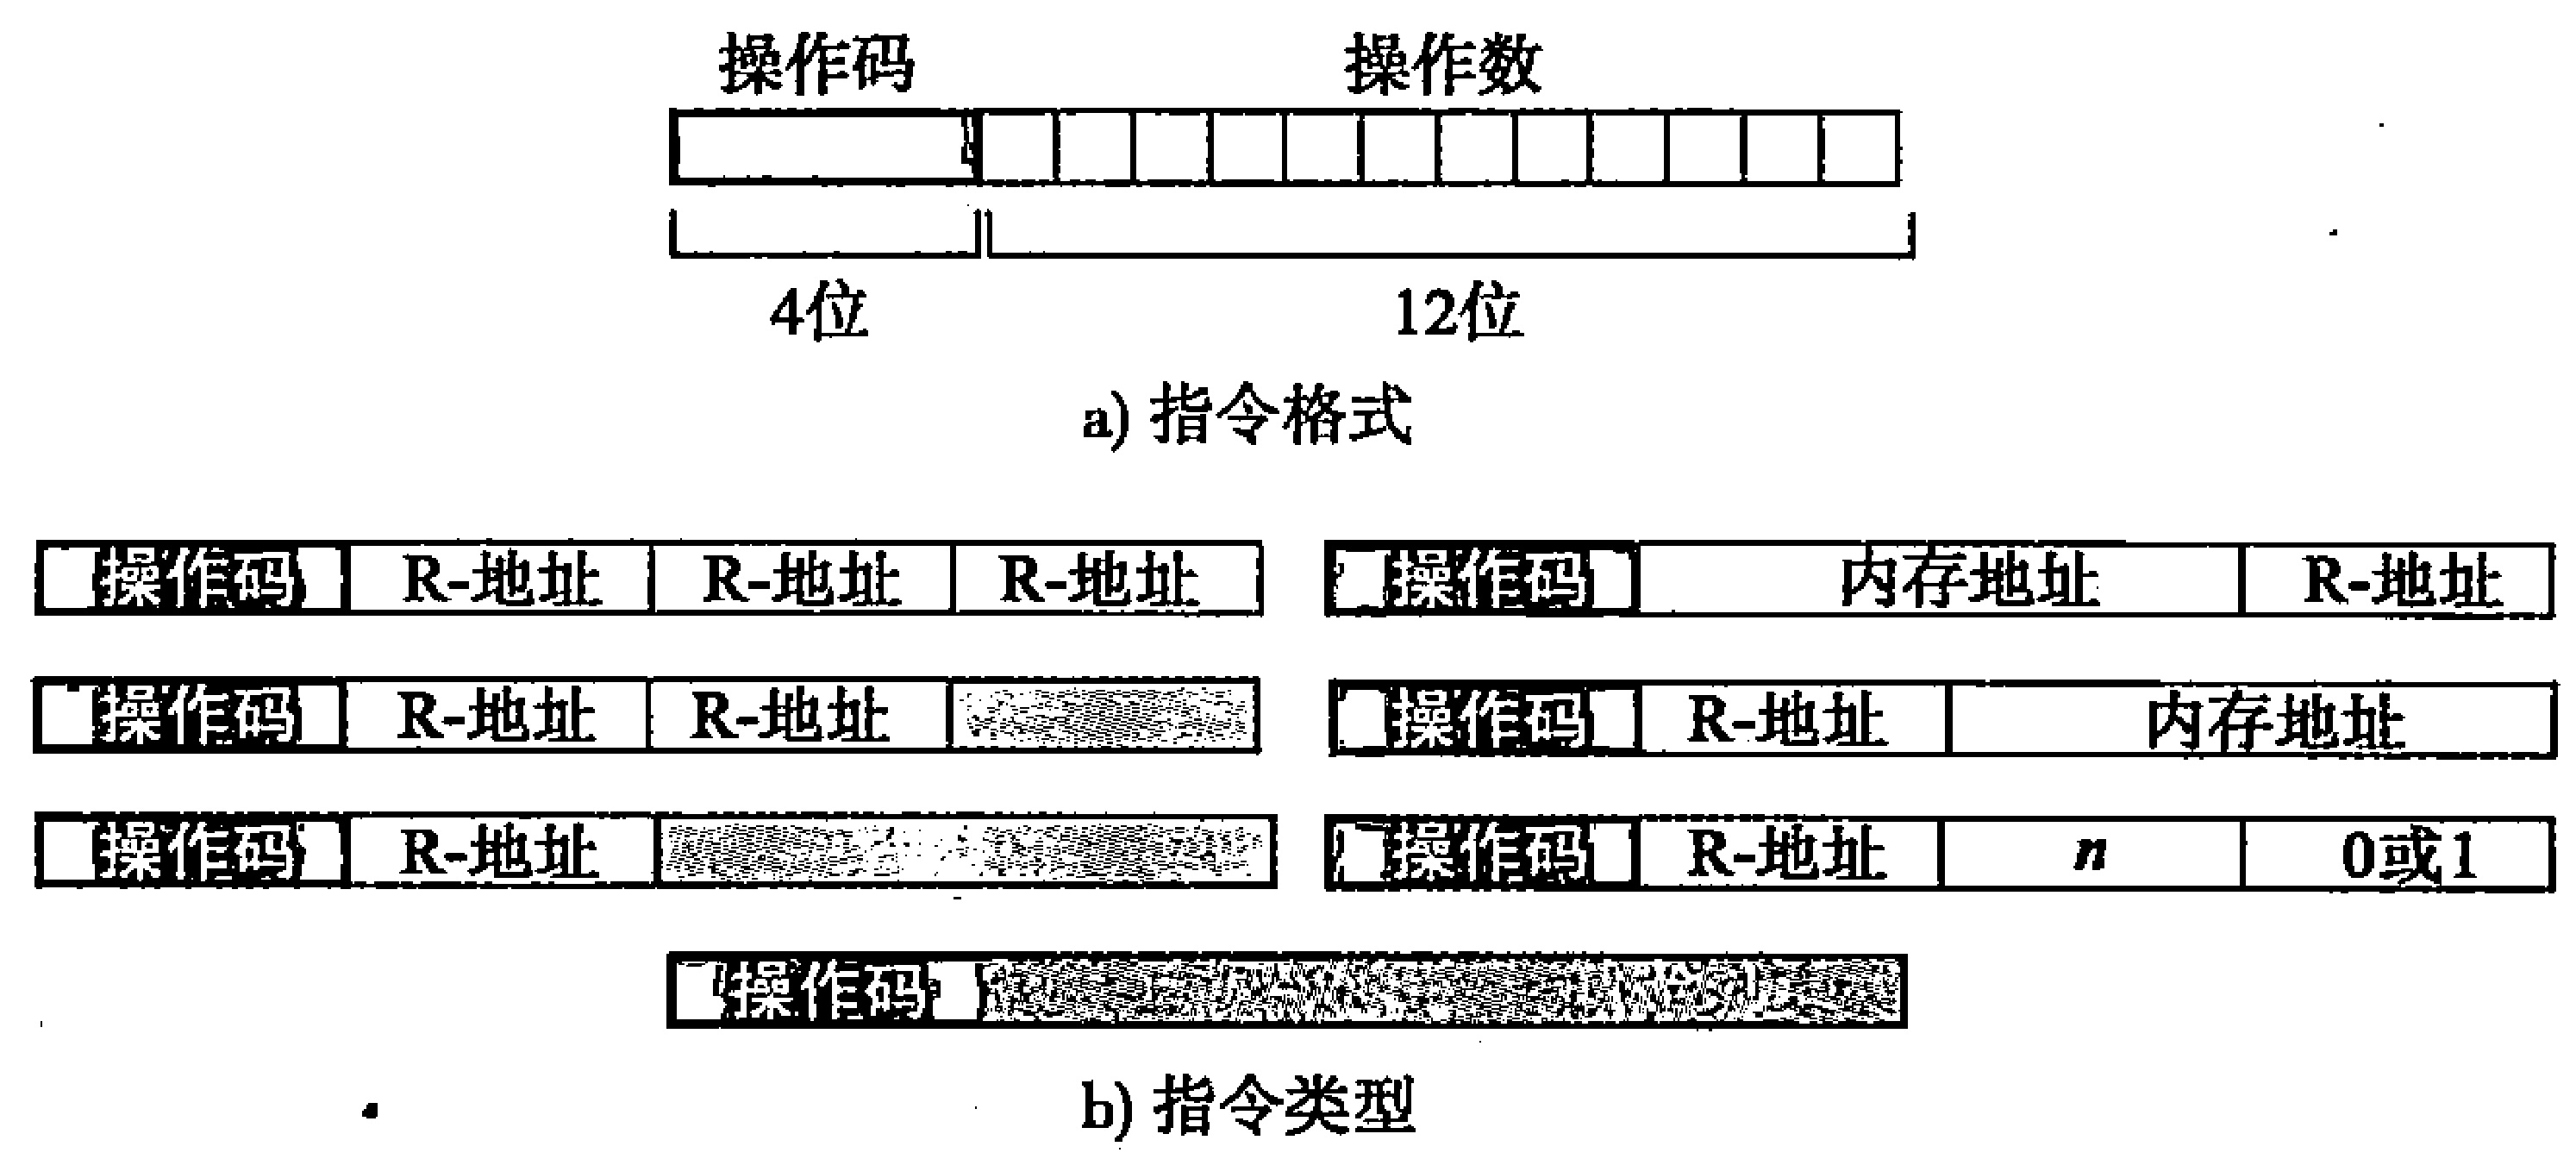 操作码 操作数
4位 12位
a) 指令格式
操作码 R-地址 R-地址 R-地址 操作码 内存地址 R-地址
操作码 R-地址 R-地址 操作码 R-地址 内存地址
操作码 R-地址 操作码 R-地址 n 0或1
操作码
b) 指令类型